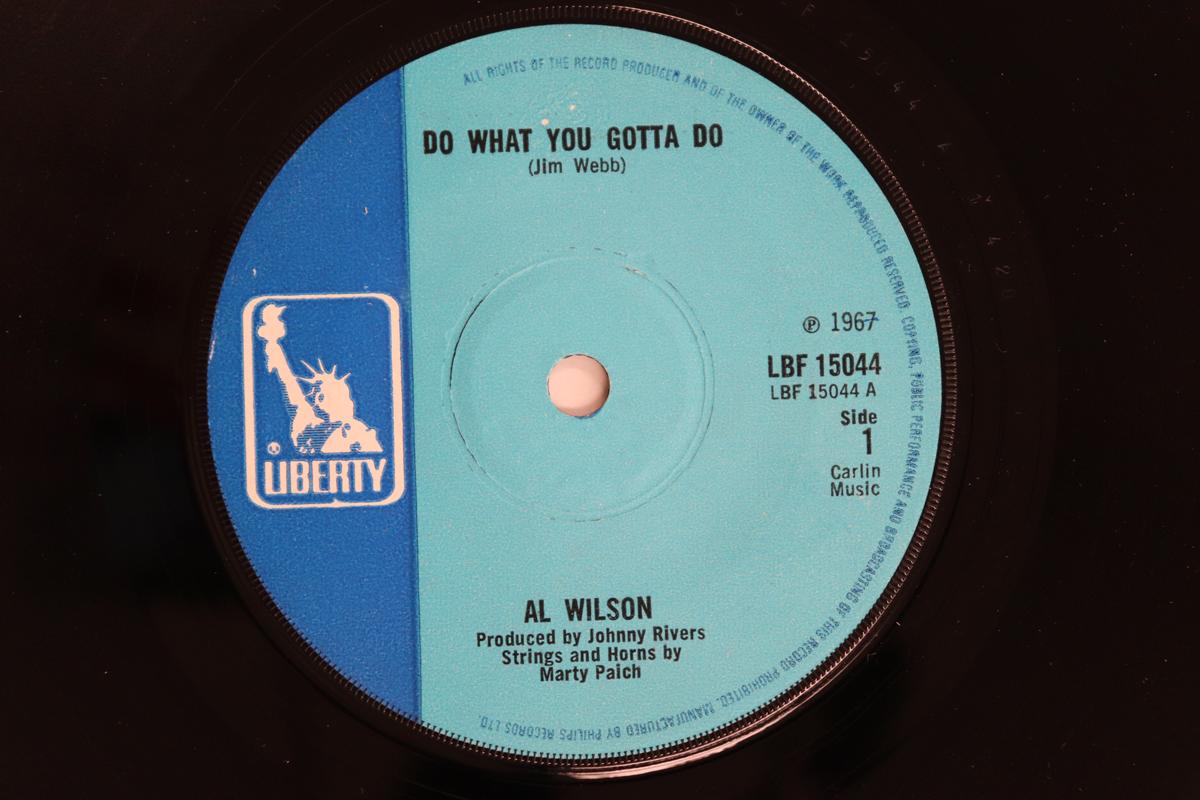 ALL RIGHTS OF THE RECORD PRODUCER AND OF THE OWNER OF THE WORK REPRODUCED RESERVED. COPYING, PUBLIC PERFORMANCE AND BROADCASTING OF THIS RECORD PROHIBITED. MANUFACTURED BY PHILIPS RECORDS LTD.
DO WHAT YOU GOTTA DO
(Jim Webb)
℗ 1967
LBF 15044
LBF 15044 A
Side
1
Carlin
Music
® LIBERTY
AL WILSON
Produced by Johnny Rivers
Strings and Horns by
Marty Paich